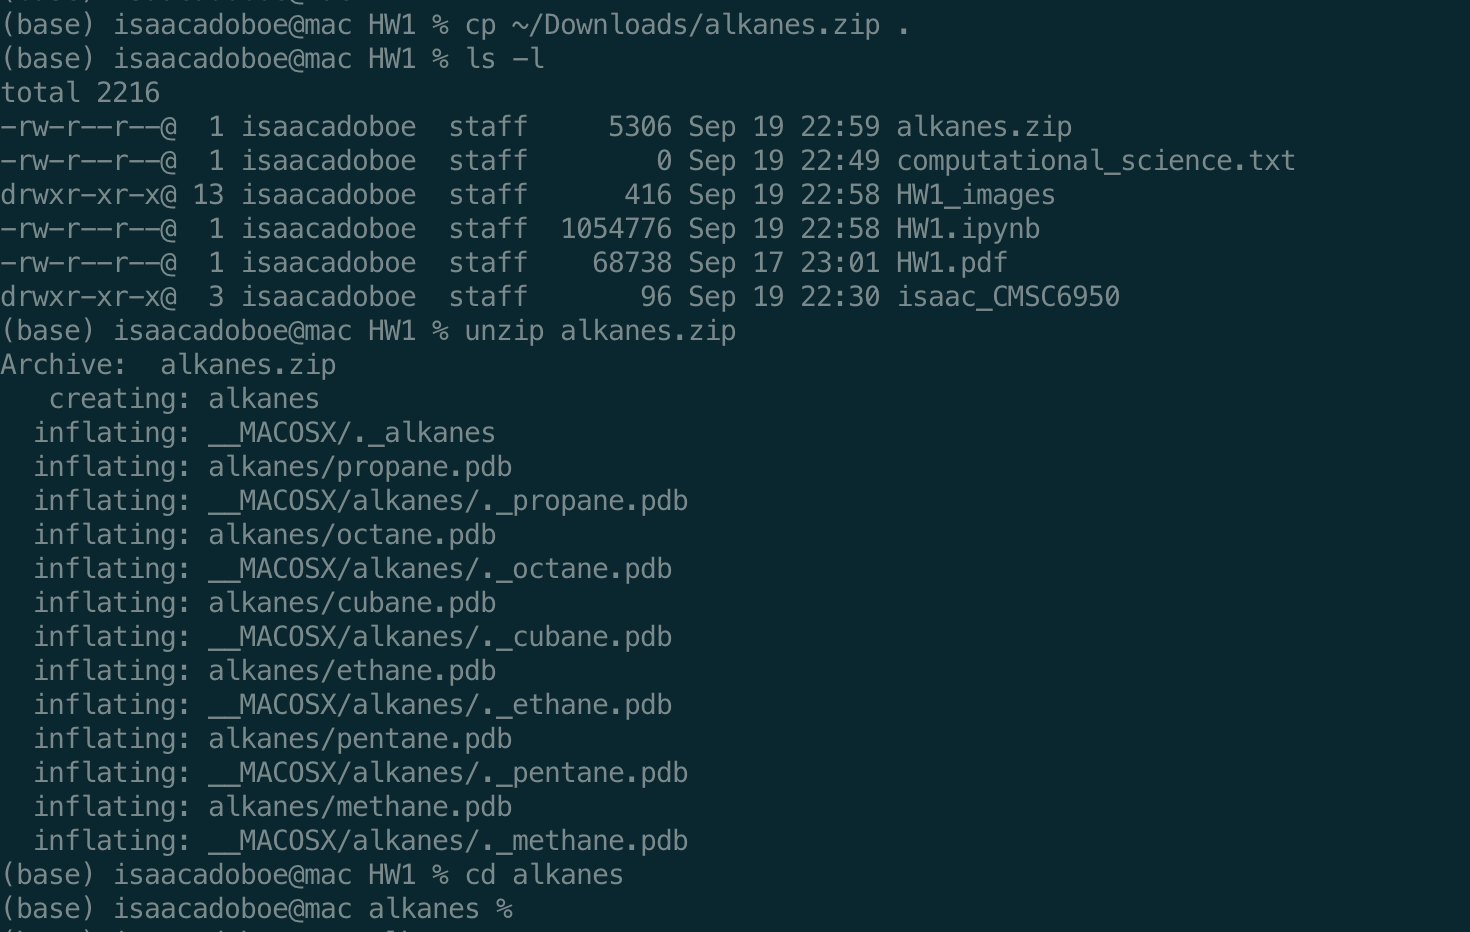 (base) isaacadoboe@mac HW1 % cp ~/Downloads/alkanes.zip .
(base) isaacadoboe@mac HW1 % ls -l
total 2216
-rw-r--r--@  1 isaacadoboe  staff     5306 Sep 19 22:59 alkanes.zip
-rw-r--r--@  1 isaacadoboe  staff        0 Sep 19 22:49 computational_science.txt
drwxr-xr-x@ 13 isaacadoboe  staff      416 Sep 19 22:58 HW1_images
-rw-r--r--@  1 isaacadoboe  staff  1054776 Sep 19 22:58 HW1.ipynb
-rw-r--r--@  1 isaacadoboe  staff    68738 Sep 17 23:01 HW1.pdf
drwxr-xr-x@  3 isaacadoboe  staff       96 Sep 19 22:30 isaac_CMSC6950
(base) isaacadoboe@mac HW1 % unzip alkanes.zip
Archive:  alkanes.zip
   creating: alkanes
  inflating: __MACOSX/._alkanes
  inflating: alkanes/propane.pdb
  inflating: __MACOSX/alkanes/._propane.pdb
  inflating: alkanes/octane.pdb
  inflating: __MACOSX/alkanes/._octane.pdb
  inflating: alkanes/cubane.pdb
  inflating: __MACOSX/alkanes/._cubane.pdb
  inflating: alkanes/ethane.pdb
  inflating: __MACOSX/alkanes/._ethane.pdb
  inflating: alkanes/pentane.pdb
  inflating: __MACOSX/alkanes/._pentane.pdb
  inflating: alkanes/methane.pdb
  inflating: __MACOSX/alkanes/._methane.pdb
(base) isaacadoboe@mac HW1 % cd alkanes
(base) isaacadoboe@mac alkanes %